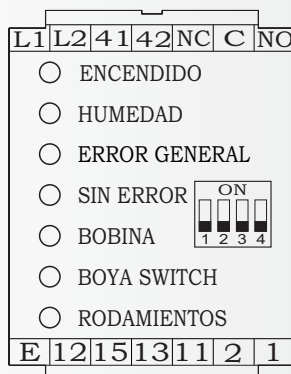 L1 L2 41 42 NC C NO
ENCENDIDO
HUMEDAD
ERROR GENERAL
SIN ERROR
ON
1 2 3 4
BOBINA
BOYA SWITCH
RODAMIENTOS
E 12 15 13 11 2 1